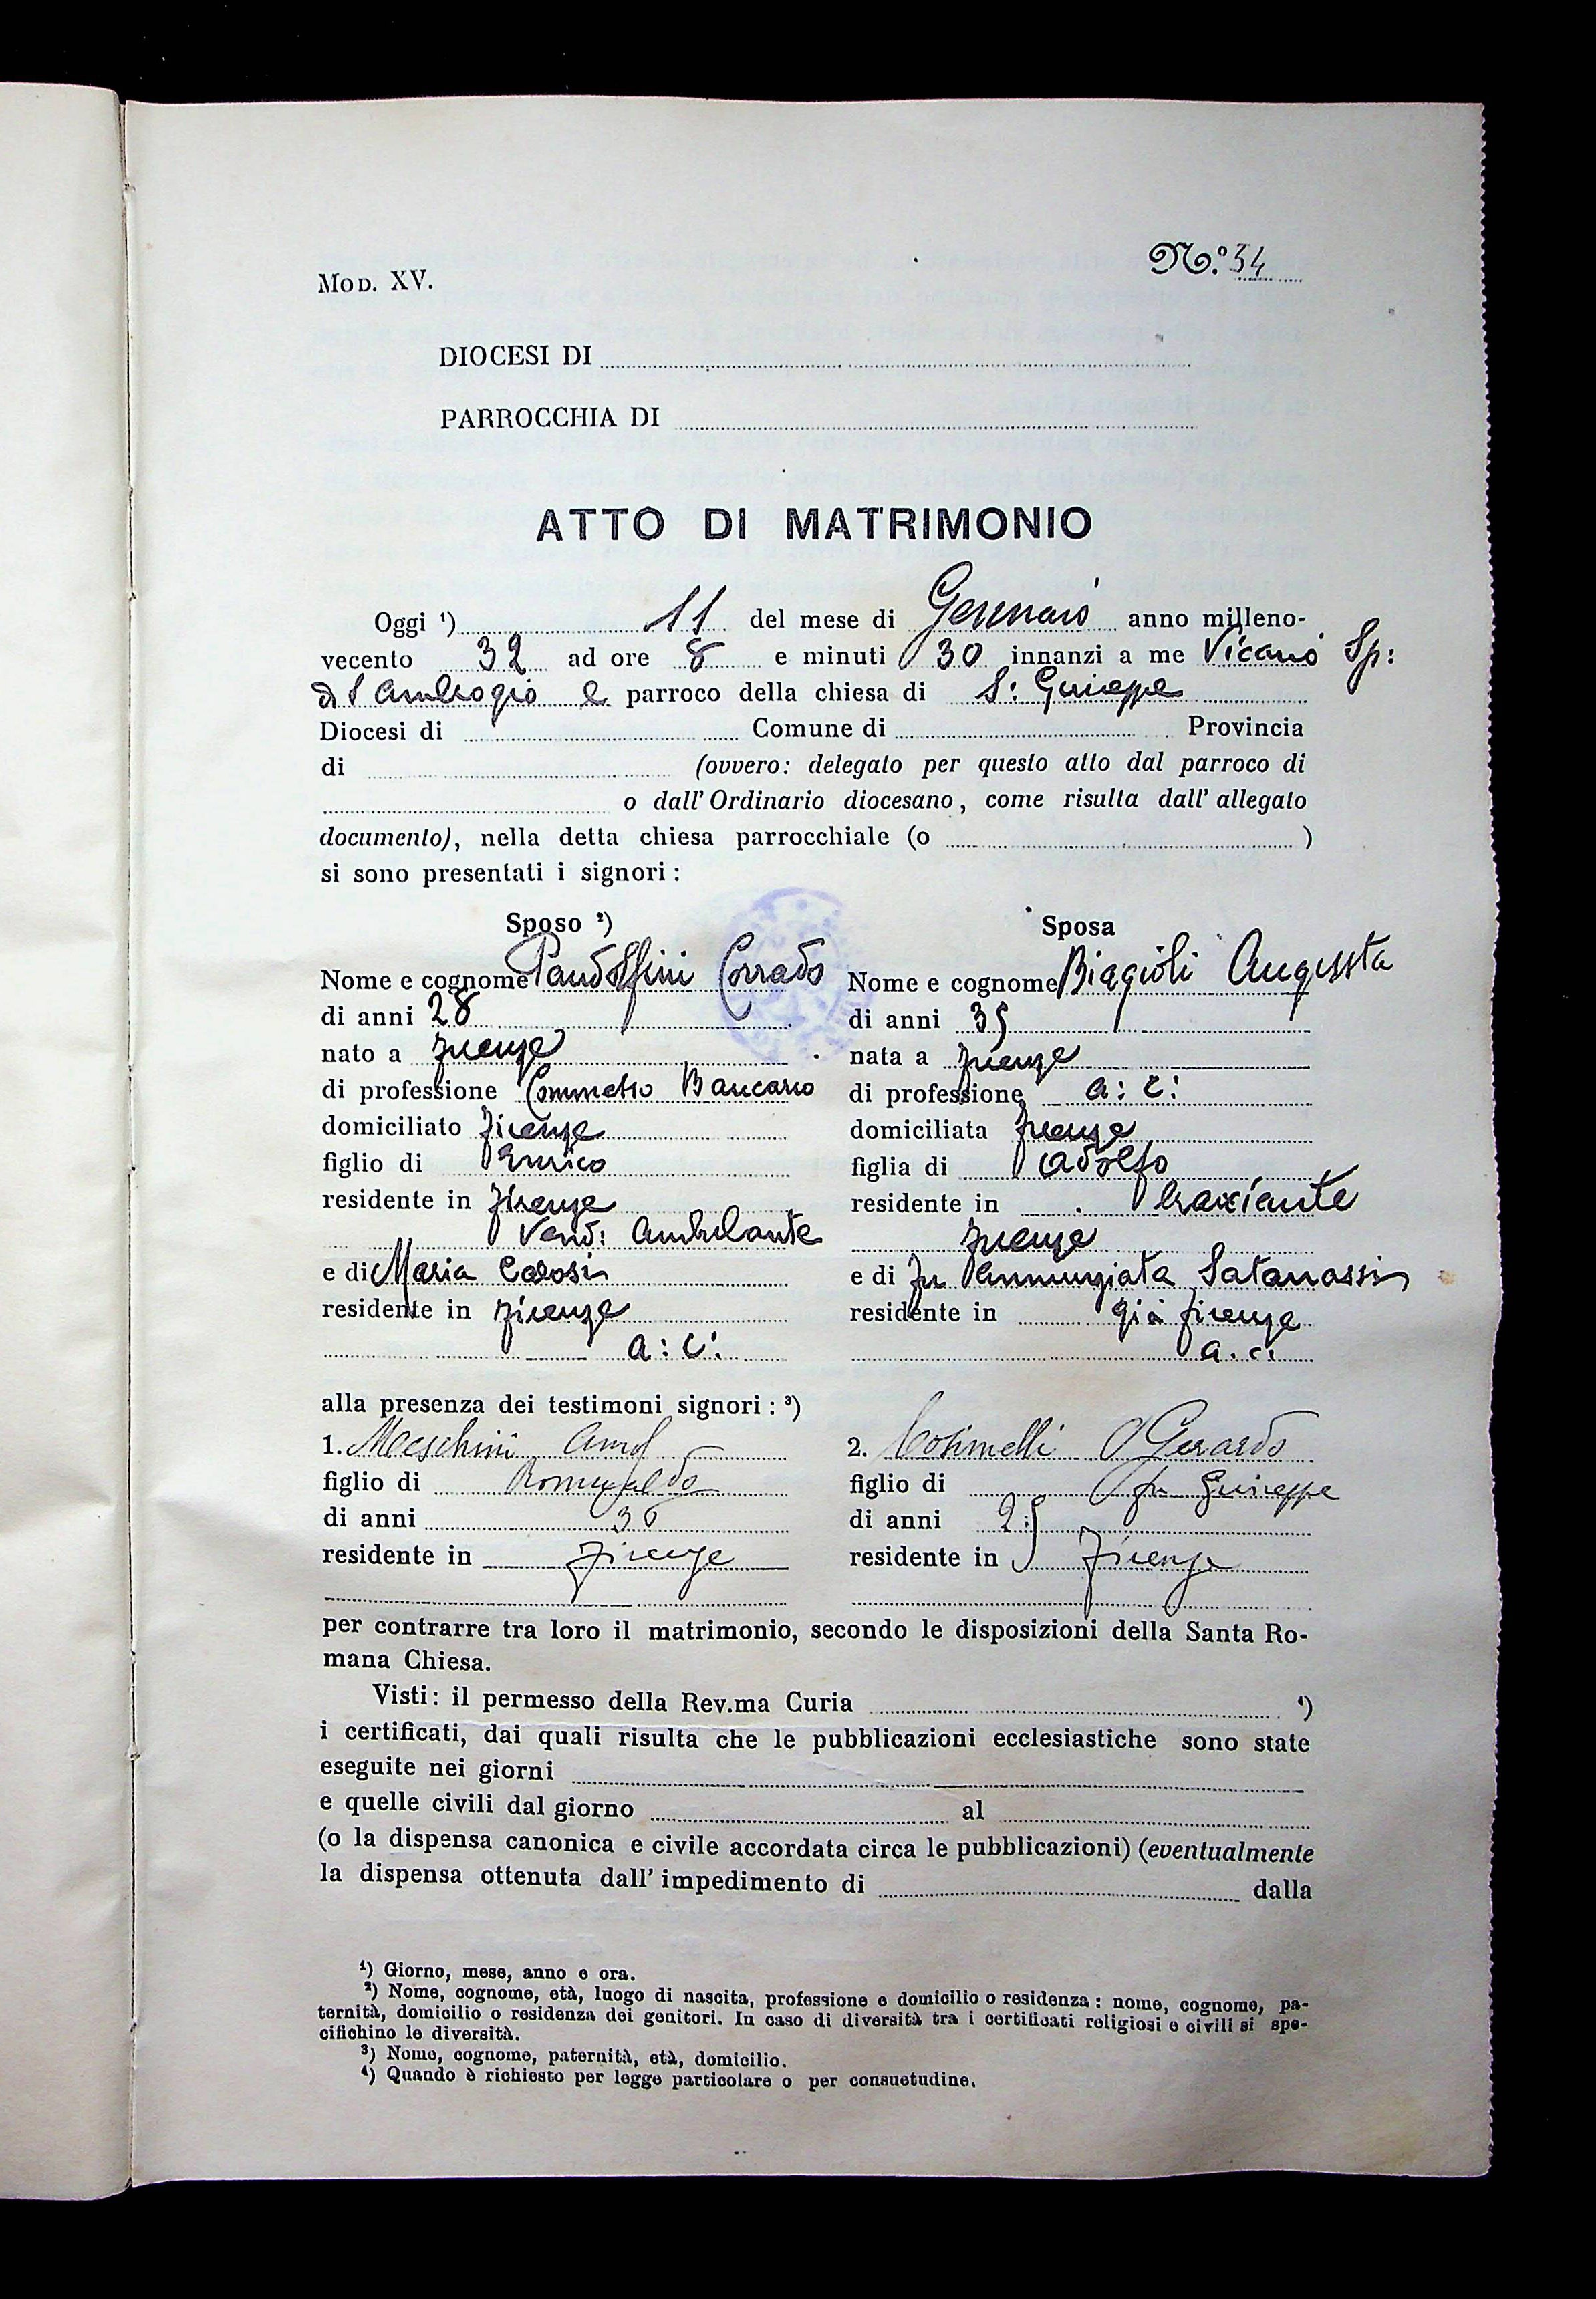 MOD. XV.
N.º 34
DIOCESI DI
PARROCCHIA DI
ATTO DI MATRIMONIO
Oggi ¹) 11 del mese di Gennaio anno milleno-
vecento 32 ad ore 8 e minuti 30 innanzi a me Vicario Sp:
di S Ambrogio e parroco della chiesa di S: Giuseppe
Diocesi di Comune di Provincia
di (ovvero: delegato per questo atto dal parroco di
o dall' Ordinario diocesano, come risulta dall' allegato
documento), nella detta chiesa parrocchiale (o )
si sono presentati i signori:
Sposo ²)
Nome e cognome Pandolfini Corrado
di anni 28
nato a Firenze
di professione Commesso Bancario
domiciliato Firenze
figlio di Enrico
residente in Firenze
Vend: Ambulante
e di Maria Calosi
residente in Firenze
a: c:
Sposa
Nome e cognome Biagioli Augusta
di anni 35
nata a Firenze
di professione a: c:
domiciliata Firenze
figlia di Adolfo
residente in
Firenze
e di fu Annunziata Satanassi
residente in già Firenze
a. c.
alla presenza dei testimoni signori: ³)
1. Meschini
figlio di Romualdo
di anni 36
residente in Firenze
2. Cosimelli Gerardo
figlio di fu Giuseppe
di anni 25
residente in Firenze
per contrarre tra loro il matrimonio, secondo le disposizioni della Santa Ro-
mana Chiesa.
Visti: il permesso della Rev.ma Curia ⁴)
i certificati, dai quali risulta che le pubblicazioni ecclesiastiche sono state
eseguite nei giorni
e quelle civili dal giorno al
(o la dispensa canonica e civile accordata circa le pubblicazioni) (eventualmente
la dispensa ottenuta dall' impedimento di dalla
¹) Giorno, mese, anno e ora.
²) Nome, cognome, età, luogo di nascita, professione e domicilio o residenza: nome, cognome, pa-
ternità, domicilio o residenza dei genitori. In caso di diversità tra i certificati religiosi e civili si spe-
cifichino le diversità.
³) Nome, cognome, paternità, età, domicilio.
⁴) Quando è richiesto per legge particolare o per consuetudine.